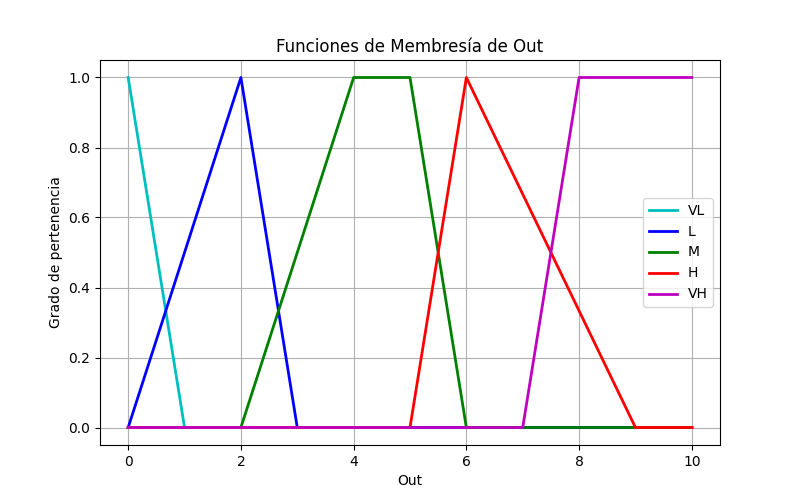 Funciones de Membresía de Out
Grado de pertenencia
1.0
0.8
0.6
0.4
0.2
0.0
VL
L
M
H
VH
0 2 4 6 8 10
Out